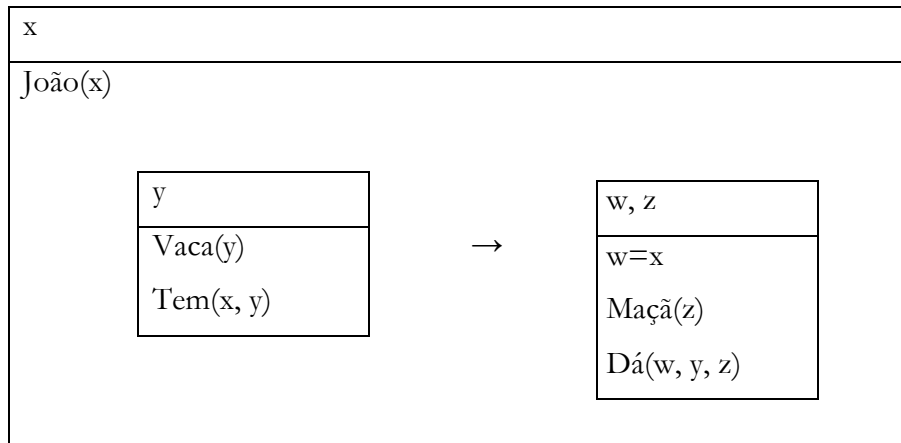 x
João(x)
y
Vaca(y)
Tem(x, y)
→
w, z
w=x
Maçã(z)
Dá(w, y, z)